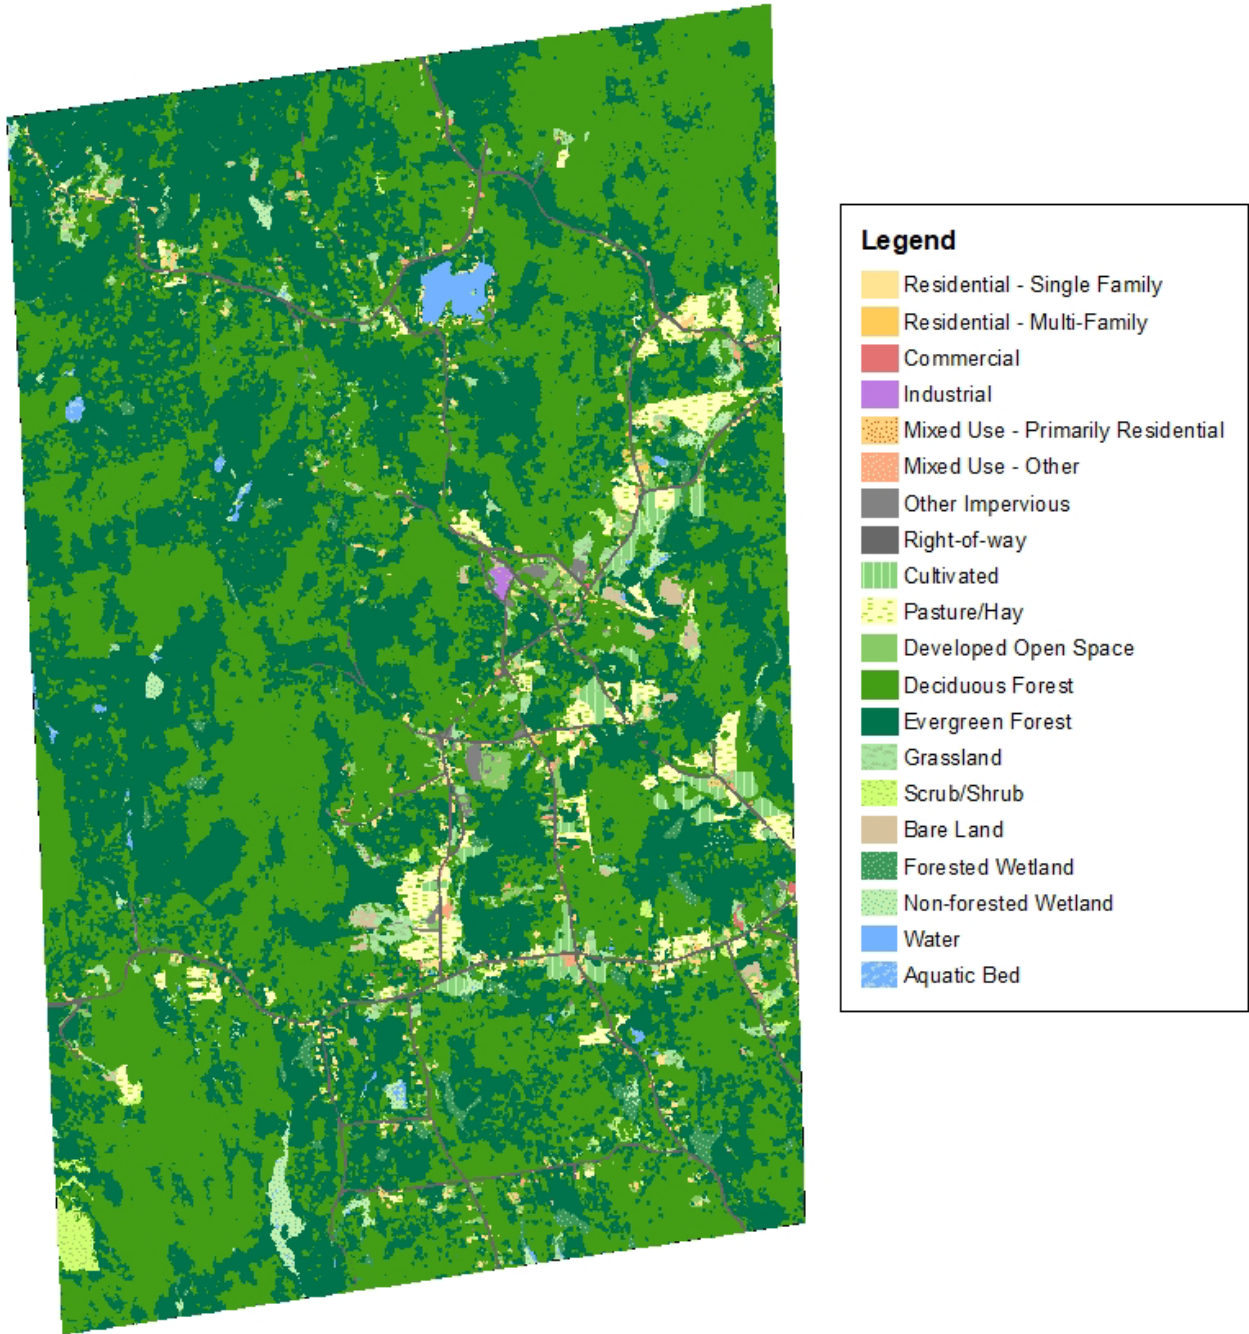 Legend
Residential - Single Family
Residential - Multi-Family
Commercial
Industrial
Mixed Use - Primarily Residential
Mixed Use - Other
Other Impervious
Right-of-way
Cultivated
Pasture/Hay
Developed Open Space
Deciduous Forest
Evergreen Forest
Grassland
Scrub/Shrub
Bare Land
Forested Wetland
Non-forested Wetland
Water
Aquatic Bed